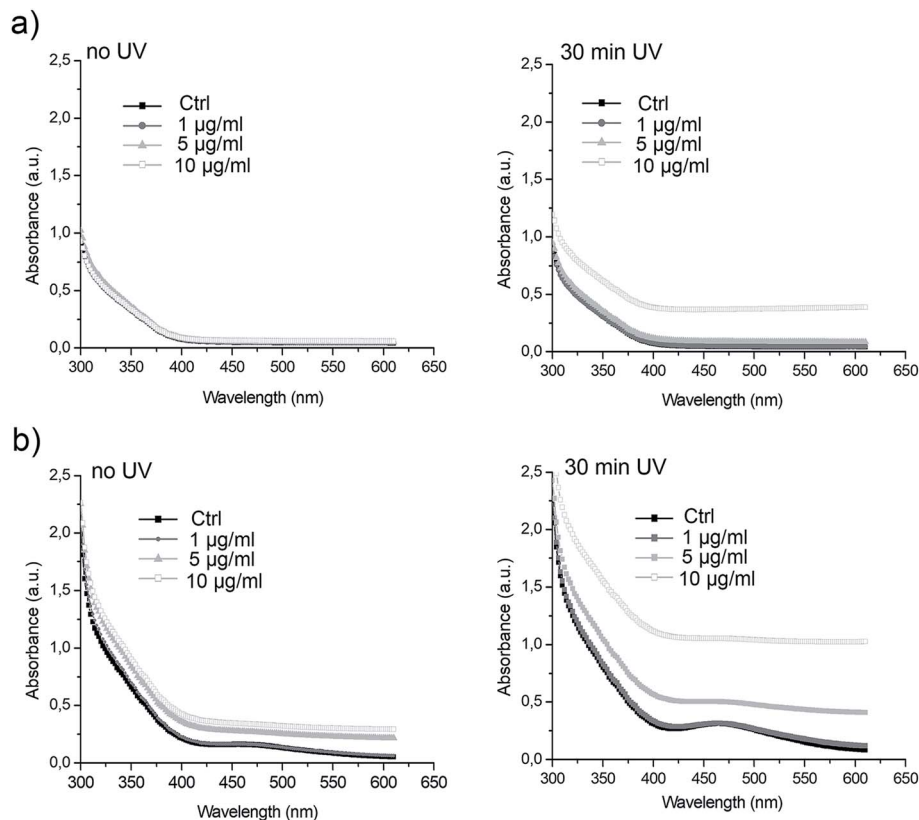 a)
no UV
2,5
2,0
1,5
1,0
0,5
0,0
Absorbance (a.u.)
Ctrl
1 µg/ml
5 µg/ml
10 µg/ml
300 350 400 450 500 550 600 650
Wavelength (nm)
30 min UV
2,5
2,0
1,5
1,0
0,5
0,0
Absorbance (a.u.)
Ctrl
1 µg/ml
5 µg/ml
10 µg/ml
300 350 400 450 500 550 600 650
Wavelength (nm)
b)
no UV
2,5
2,0
1,5
1,0
0,5
0,0
Absorbance (a.u.)
Ctrl
1 µg/ml
5 µg/ml
10 µg/ml
300 350 400 450 500 550 600 650
Wavelength (nm)
30 min UV
2,5
2,0
1,5
1,0
0,5
0,0
Absorbance (a.u.)
Ctrl
1 µg/ml
5 µg/ml
10 µg/ml
300 350 400 450 500 550 600 650
Wavelength (nm)